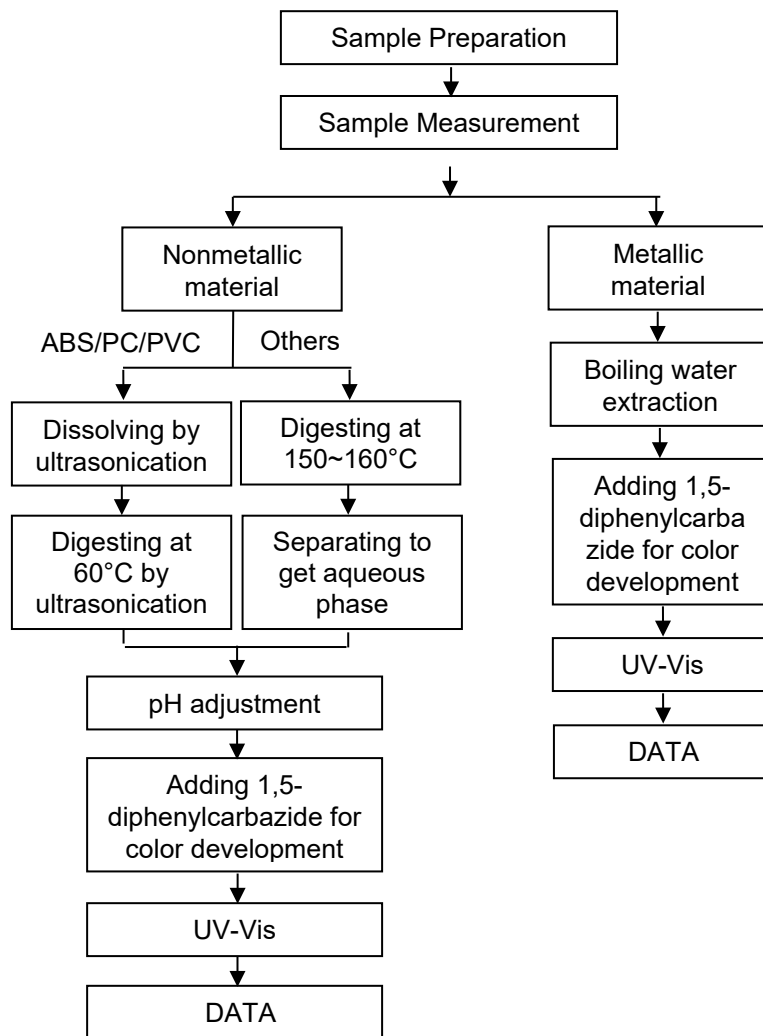 Sample Preparation
Sample Measurement
Nonmetallic
material
Metallic
material
ABS/PC/PVC
Others
Boiling water
extraction
Dissolving by
ultrasonication
Digesting at
150~160°C
Adding 1,5-
diphenylcarba
zide for color
development
Digesting at
60°C by
ultrasonication
Separating to
get aqueous
phase
UV-Vis
pH adjustment
DATA
Adding 1,5-
diphenylcarbazide for
color development
UV-Vis
DATA